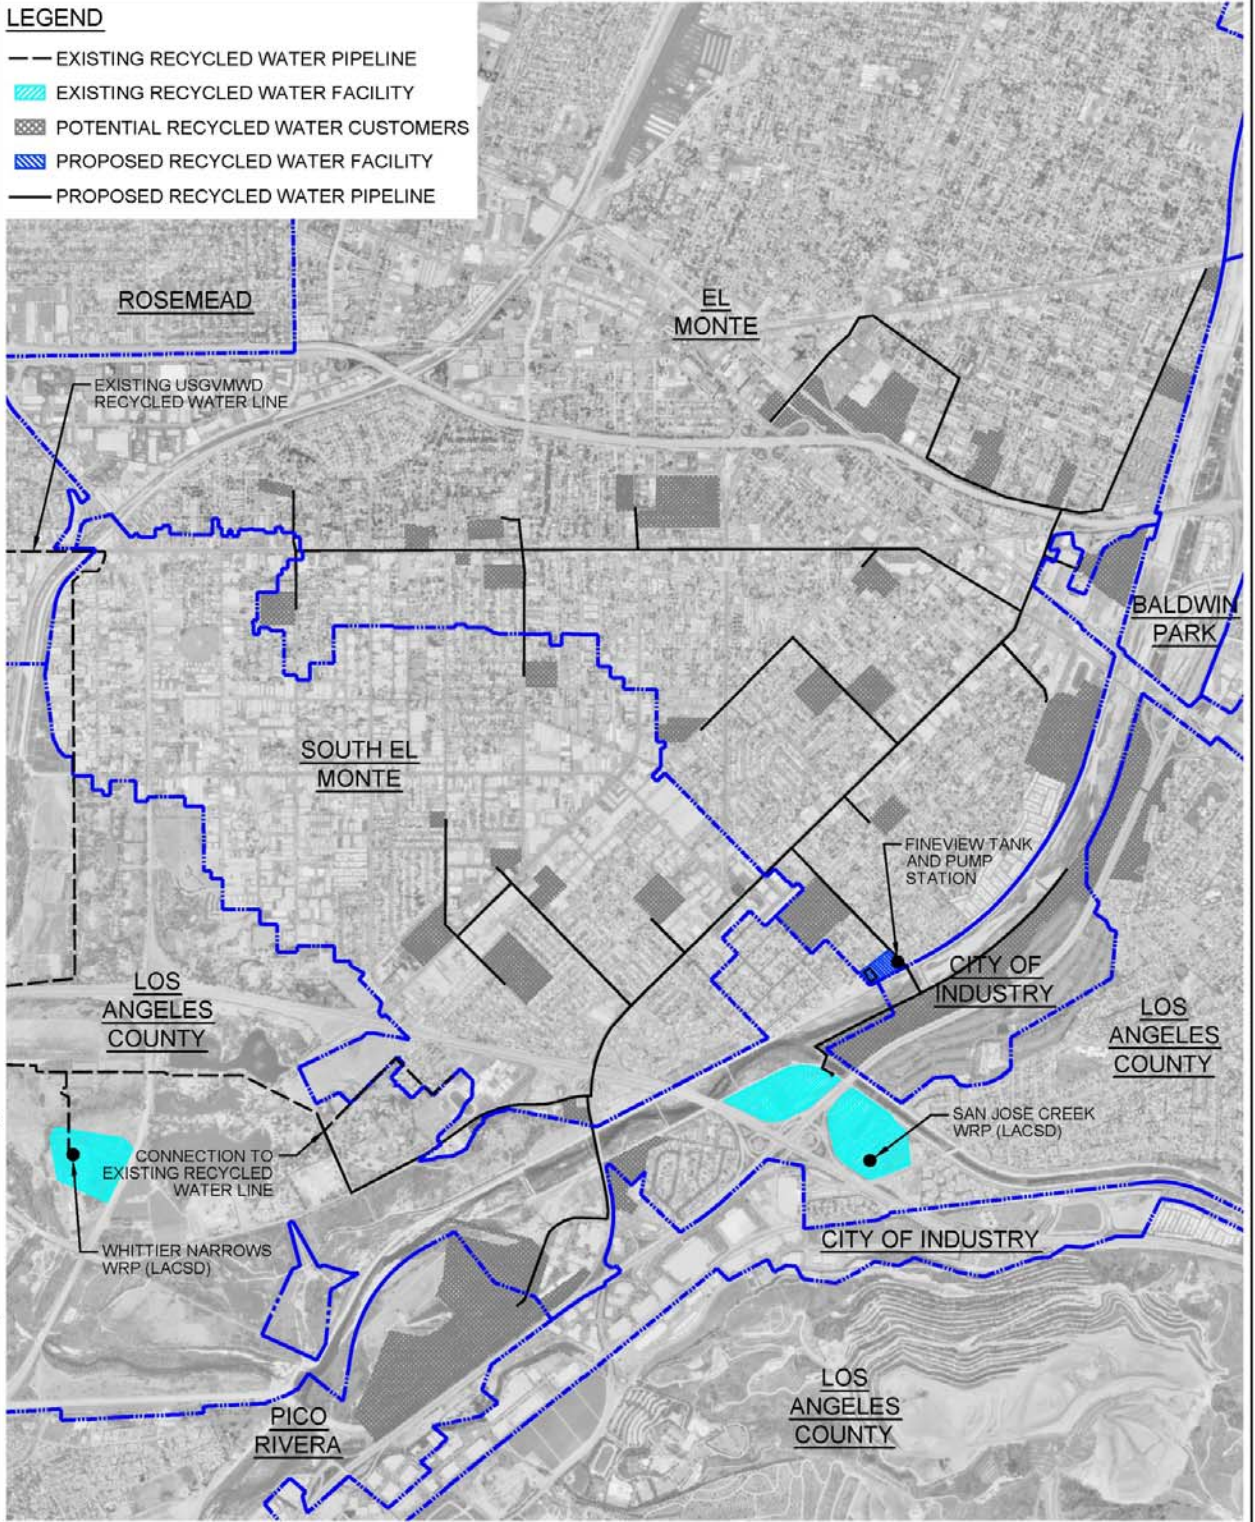 LEGEND
EXISTING RECYCLED WATER PIPELINE
EXISTING RECYCLED WATER FACILITY
POTENTIAL RECYCLED WATER CUSTOMERS
PROPOSED RECYCLED WATER FACILITY
PROPOSED RECYCLED WATER PIPELINE
ROSEMEAD
EL
MONTE
EXISTING USGVMWD
RECYCLED WATER LINE
BALDWIN
PARK
SOUTH EL
MONTE
FINEVIEW TANK
AND PUMP
STATION
CITY OF
INDUSTRY
LOS
ANGELES
COUNTY
LOS
ANGELES
COUNTY
SAN JOSE CREEK
WRP (LACSD)
CONNECTION TO
EXISTING RECYCLED
WATER LINE
WHITTIER NARROWS
WRP (LACSD)
CITY OF INDUSTRY
LOS
ANGELES
COUNTY
PICO
RIVERA